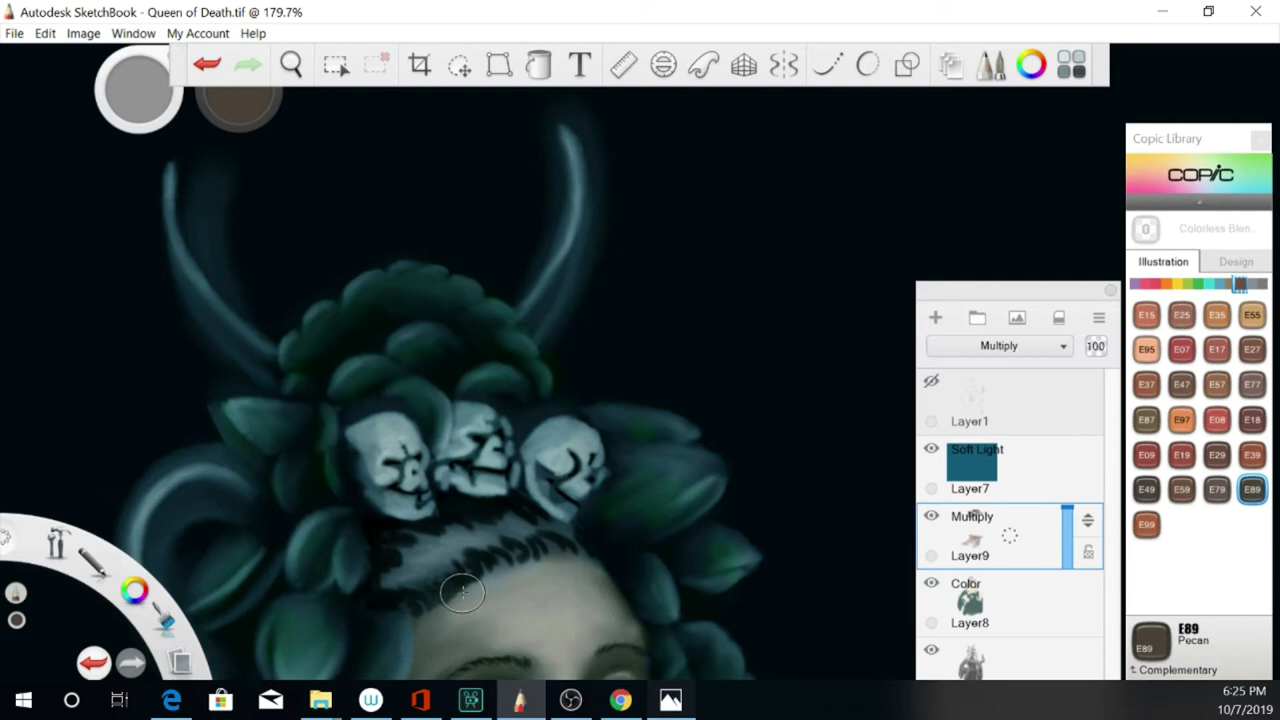 Autodesk SketchBook - Queen of Death.tif @ 179.7%
File Edit Image Window My Account Help
T
Copic Library
COPIC
0 Colorless Blen..
Illustration Design
E15 E25 E35 E55
E95 E07 E17 E27
E37 E47 E57 E77
E87 E97 E08 E18
E09 E19 E29 E39
E49 E59 E79 E89
E99
E89
E89
Pecan
Complementary
Multiply 100
Layer1
Soft Light
Layer7
Multiply
Layer9
Color
Layer8
6:25 PM
10/7/2019